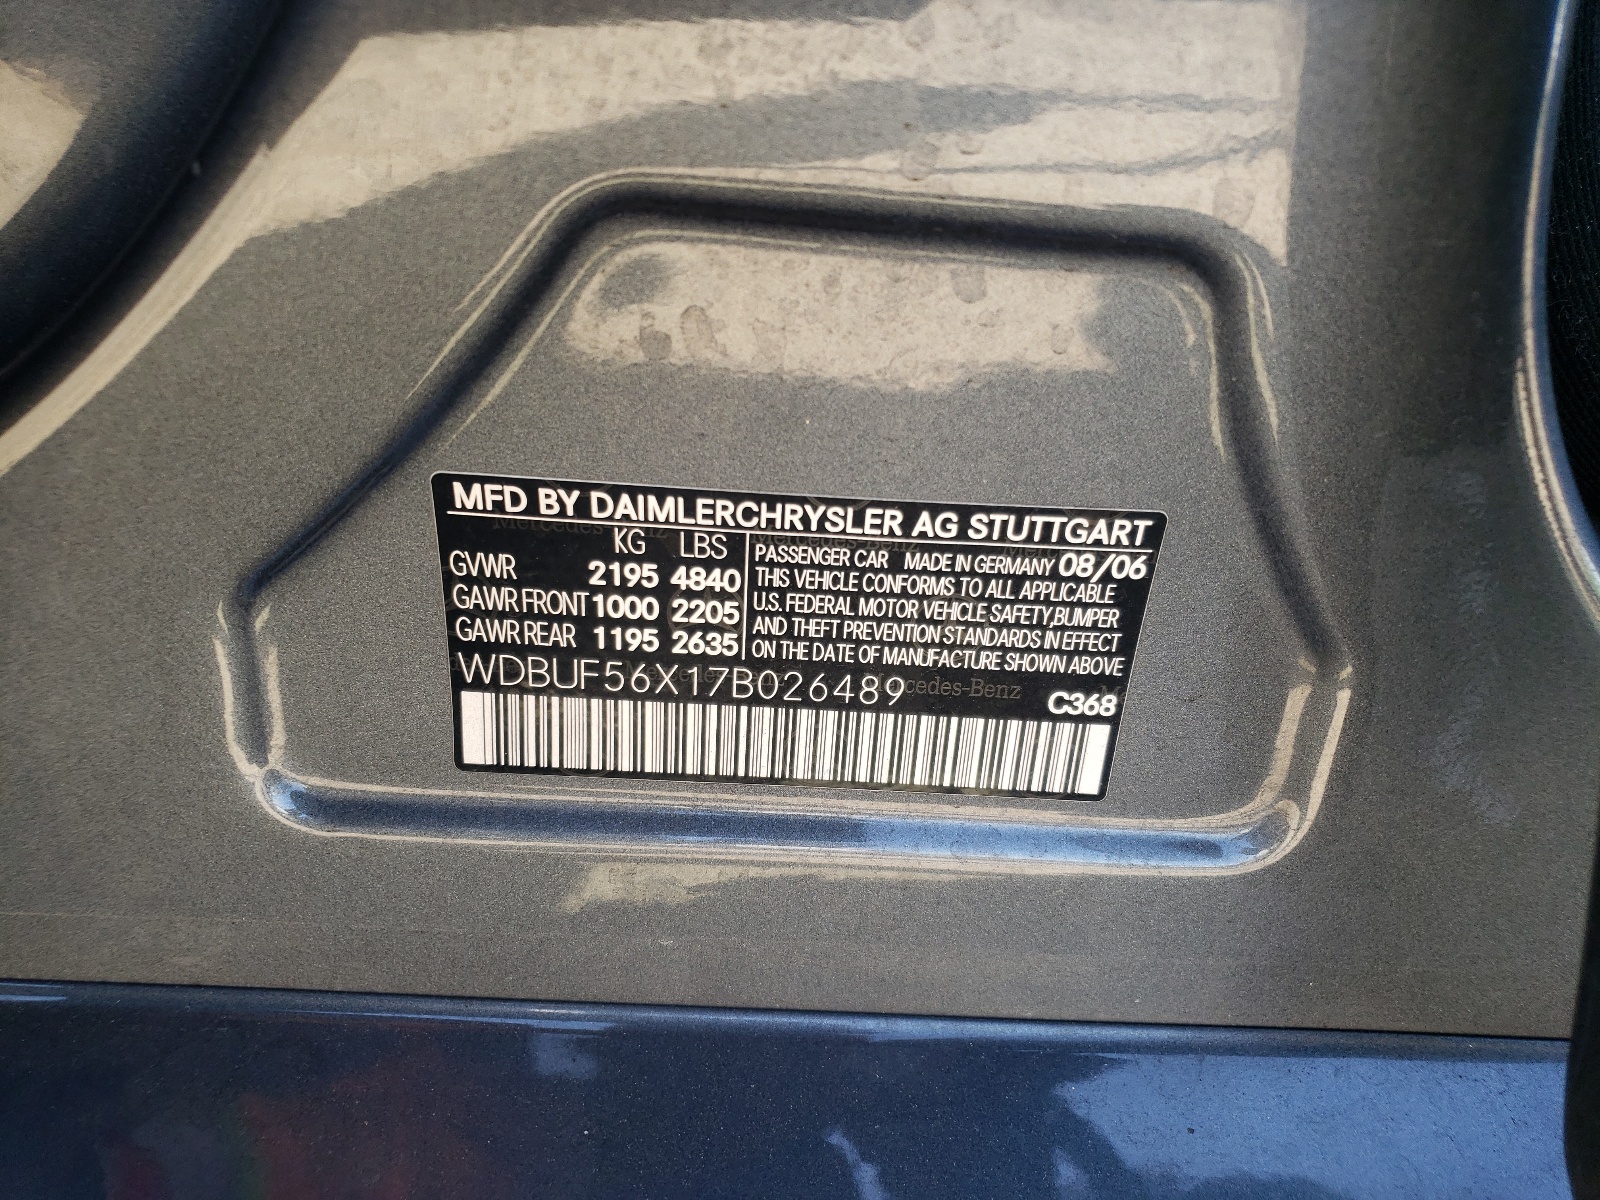 MFD BY DAIMLERCHRYSLER AG STUTTGART
KG LBS
GVWR 2195 4840
GAWR FRONT 1000 2205
GAWR REAR 1195 2635
PASSENGER CAR MADE IN GERMANY 08/06
THIS VEHICLE CONFORMS TO ALL APPLICABLE
U.S. FEDERAL MOTOR VEHICLE SAFETY,BUMPER
AND THEFT PREVENTION STANDARDS IN EFFECT
ON THE DATE OF MANUFACTURE SHOWN ABOVE
WDBUF56X17B026489
Mercedes-Benz
C368